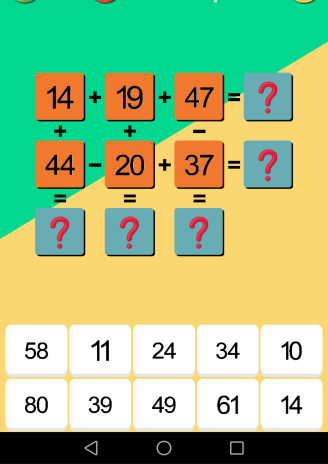 14 + 19 + 47 = ?
+ + -
44 - 20 + 37 = ?
= = =
? ? ?
58 11 24 34 10
80 39 49 61 14